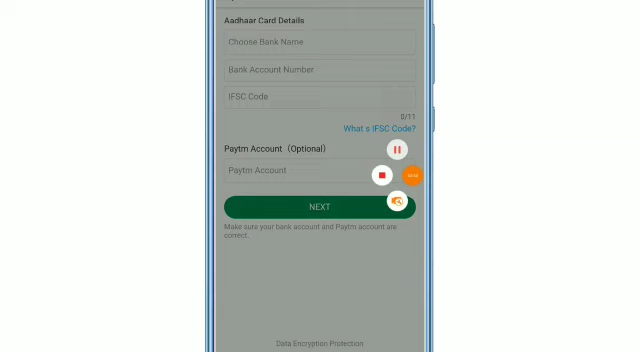 Aadhaar Card Details
Choose Bank Name
Bank Account Number
IFSC Code
0/11
What s IFSC Code?
Paytm Account (Optional)
Paytm Account
NEXT
Make sure your bank account and Paytm account are
correct.
Data Encryption Protection